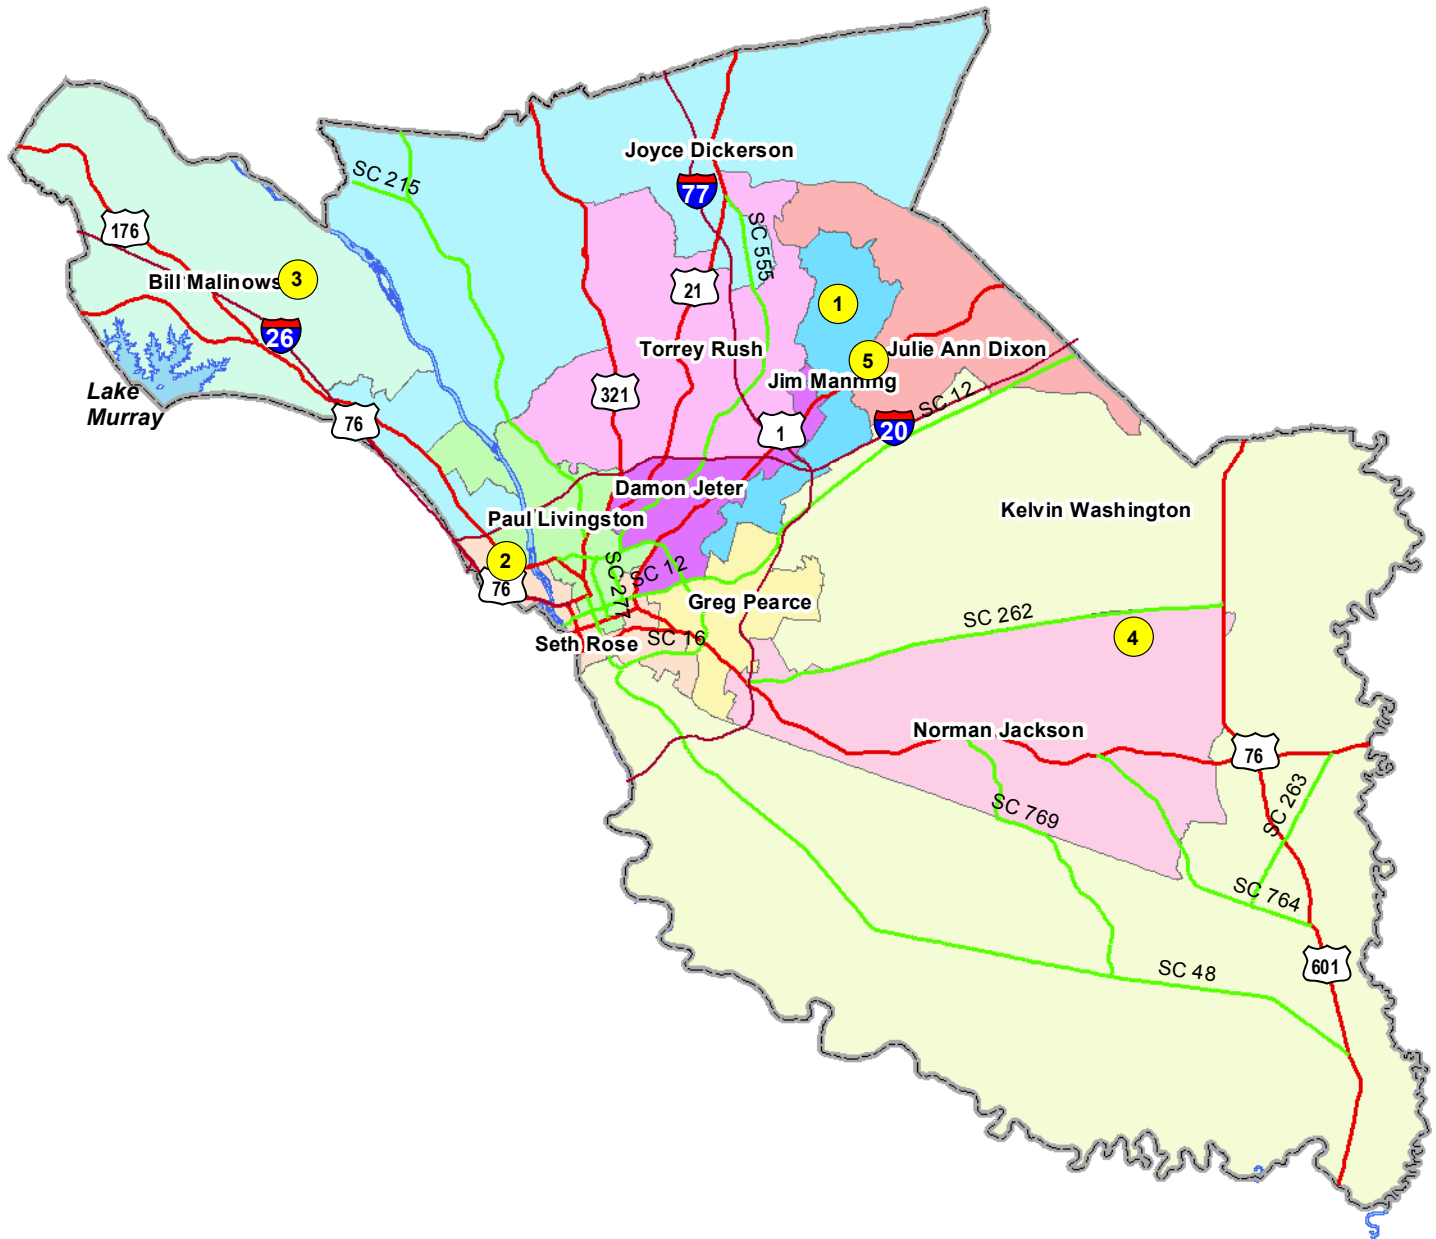 Joyce Dickerson
SC 215
77
176
SC 555
Bill Malinows
3
21
1
26
Torrey Rush
5
Julie Ann Dixon
Jim Manning
Lake
Murray
321
SC 12
76
1
20
Damon Jeter
Kelvin Washington
Paul Livingston
2
76
SC 277
SC 12
Greg Pearce
SC 262
4
Seth Rose
SC 16
Norman Jackson
76
SC 769
SC 263
SC 764
601
SC 48